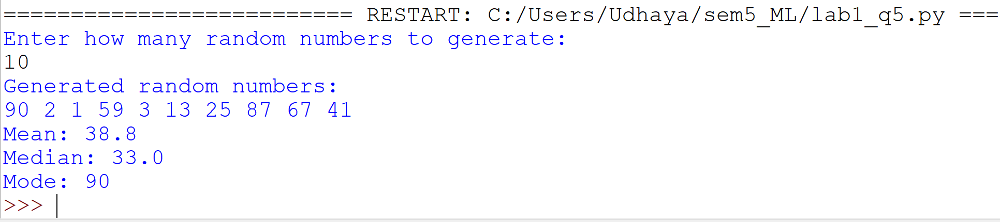 ========================== RESTART: C:/Users/Udhaya/sem5_ML/lab1_q5.py ===
Enter how many random numbers to generate:
10
Generated random numbers:
90 2 1 59 3 13 25 87 67 41
Mean: 38.8
Median: 33.0
Mode: 90
>>>